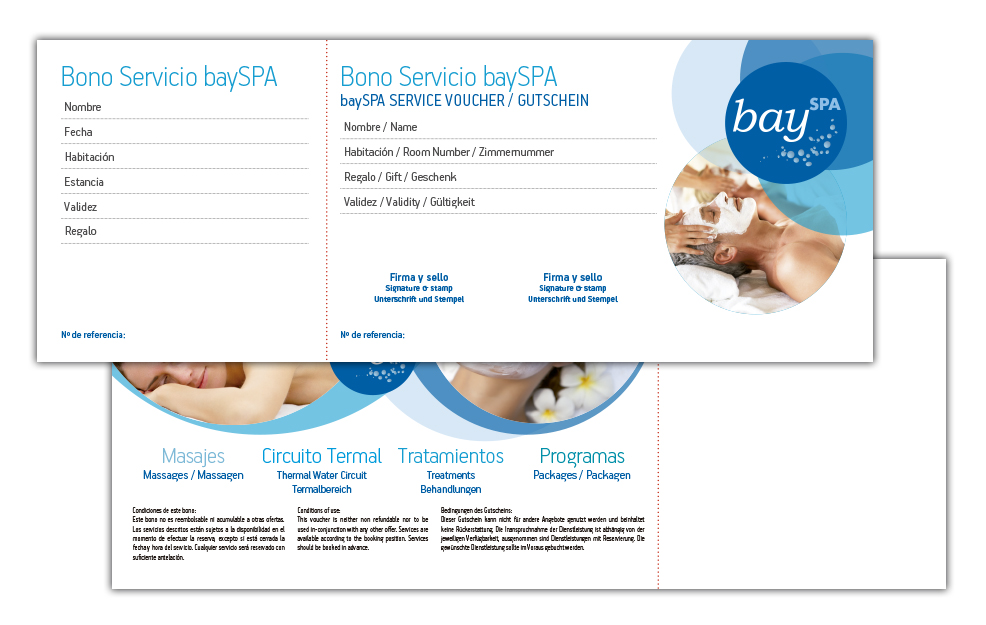 Bono Servicio baySPA
Nombre
Fecha
Habitación
Estancia
Validez
Regalo
Nº de referencia:
Bono Servicio baySPA
baySPA SERVICE VOUCHER / GUTSCHEIN
Nombre / Name
Habitación / Room Number / Zimmernummer
Regalo / Gift / Geschenk
Validez / Validity / Gültigkeit
Firma y sello
Signature & stamp
Unterschrift und Stempel
Firma y sello
Signature & stamp
Unterschrift und Stempel
Nº de referencia:
bay SPA
Masajes
Massages / Massagen
Circuito Termal
Thermal Water Circuit
Termalbereich
Tratamientos
Treatments
Behandlungen
Programas
Packages / Packagen
Condiciones de este bono:
Este bono no es reembolsable ni acumulable a otras ofertas.
Los servicios descritos están sujetos a la disponibilidad en el
momento de efectuar la reserva, excepto si está cerrada la
fecha y hora del servicio. Cualquier servicio será reservado con
suficiente antelación.
Conditions of use:
This voucher is neither non refundable nor to be
used in-conjunction with any other offer. Services are
available according to the booking position. Services
should be booked in advance.
Bedingungen des Gutscheins:
Dieser Gutschein kann nicht für andere Angebote genutzt werden und beinhaltet
keine Rückerstattung. Die Inanspruchnahme der Dienstleistung ist abhängig von der
jeweiligen Verfügbarkeit, ausgenommen sind Dienstleistungen mit Reservierung. Die
gewünschte Dienstleistung sollte im Voraus gebucht werden.